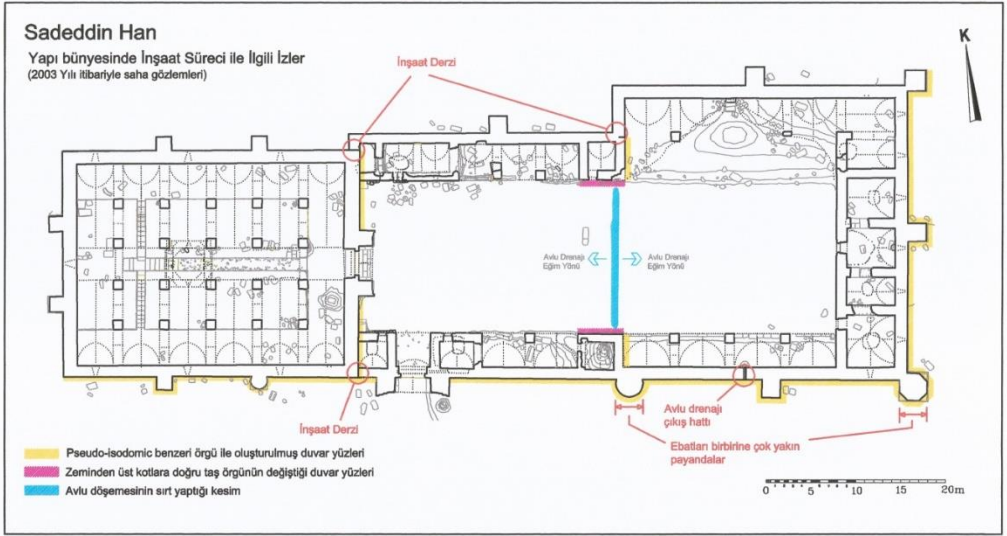 Sadeddin Han
Yapı bünyesinde İnşaat Süreci ile İlgili İzler
(2003 Yılı itibariyle saha gözlemleri)
İnşaat Derzi
K
Avlu Drenajı
Eğim Yönü
Avlu Drenajı
Eğim Yönü
İnşaat Derzi
Avlu drenajı
çıkış hattı
Ebatları birbirine çok yakın
payandalar
Pseudo-isodomic benzeri örgü ile oluşturulmuş duvar yüzleri
Zeminden üst kotlara doğru taş örgünün değiştiği duvar yüzleri
Avlu döşemesinin sırt yaptığı kesim
0 5 10 15 20m